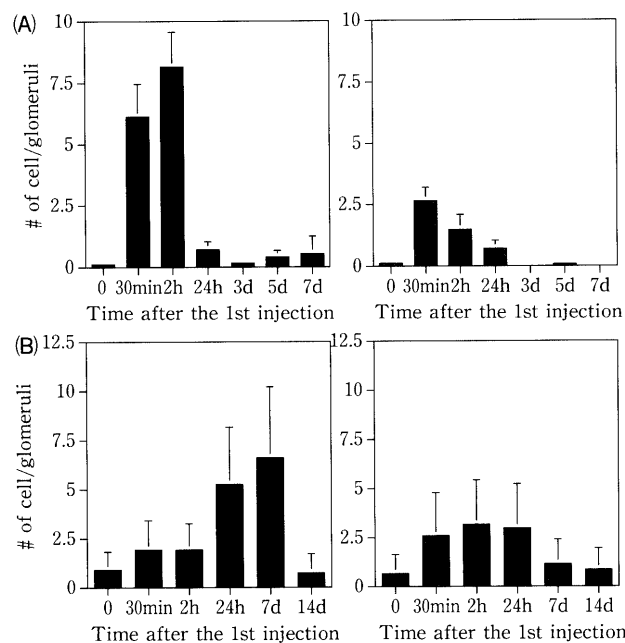 (A)
10
7.5
5
2.5
0
# of cell/glomeruli
0 30min 2h 24h 3d 5d 7d
Time after the 1st injection
10
7.5
5
2.5
0
0 30min 2h 24h 3d 5d 7d
Time after the 1st injection
(B)
12.5
10
7.5
5
2.5
0
# of cell/glomeruli
0 30min 2h 24h 7d 14d
Time after the 1st injection
12.5
10
7.5
5
2.5
0
0 30min 2h 24h 7d 14d
Time after the 1st injection